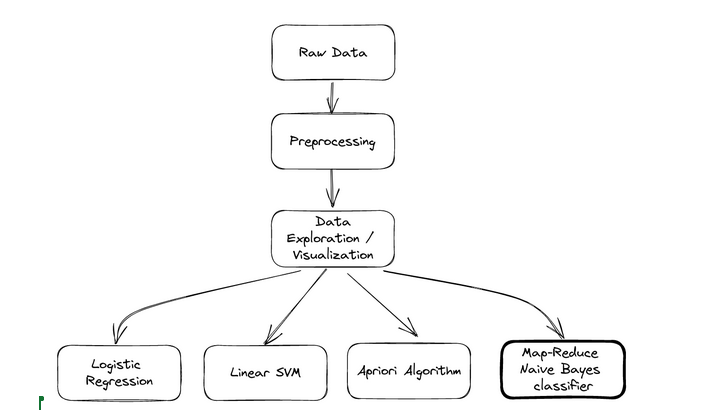 Raw Data
Preprocessing
Data
Exploration /
Visualization
Logistic
Regression
Linear SVM
Apriori Algorithm
Map-Reduce
Naive Bayes
classifier